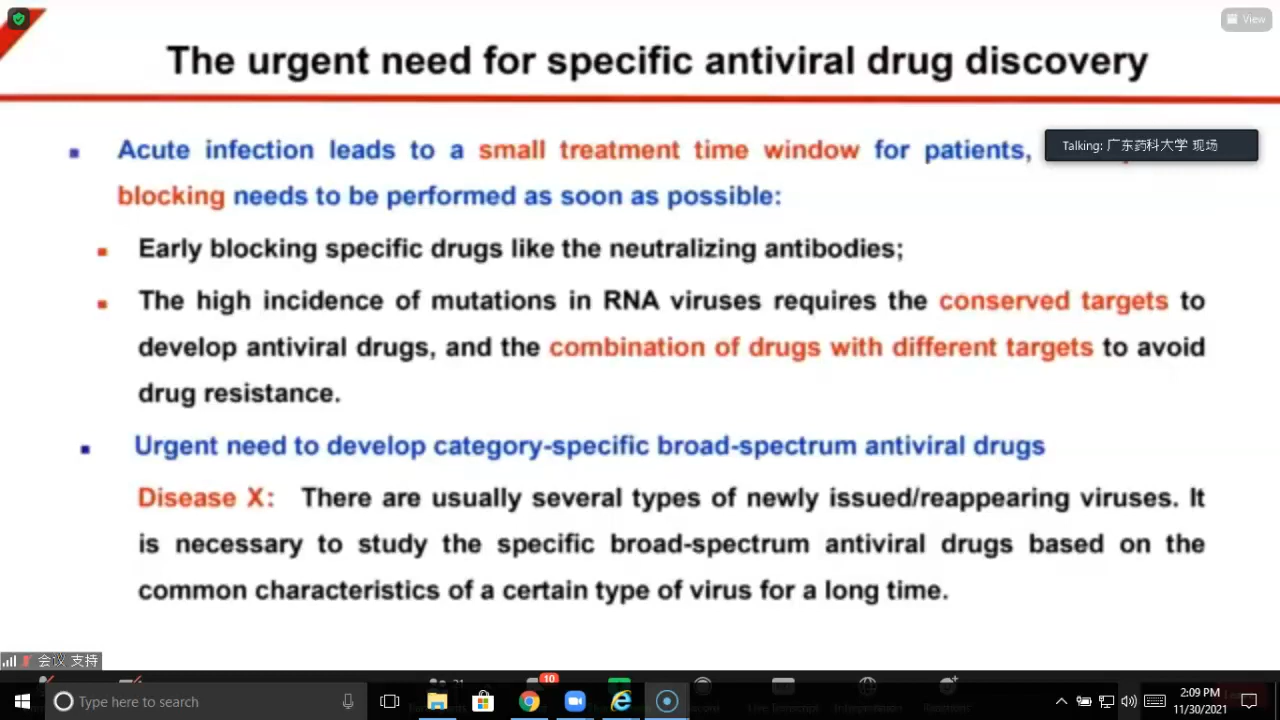 View
The urgent need for specific antiviral drug discovery
Acute infection leads to a small treatment time window for patients,
Talking: 广东药科大学 现场
blocking needs to be performed as soon as possible:
Early blocking specific drugs like the neutralizing antibodies;
The high incidence of mutations in RNA viruses requires the conserved targets to
develop antiviral drugs, and the combination of drugs with different targets to avoid
drug resistance.
Urgent need to develop category-specific broad-spectrum antiviral drugs
Disease X: There are usually several types of newly issued/reappearing viruses. It
is necessary to study the specific broad-spectrum antiviral drugs based on the
common characteristics of a certain type of virus for a long time.
会议 支持
10
Type here to search
2:09 PM
11/30/2021